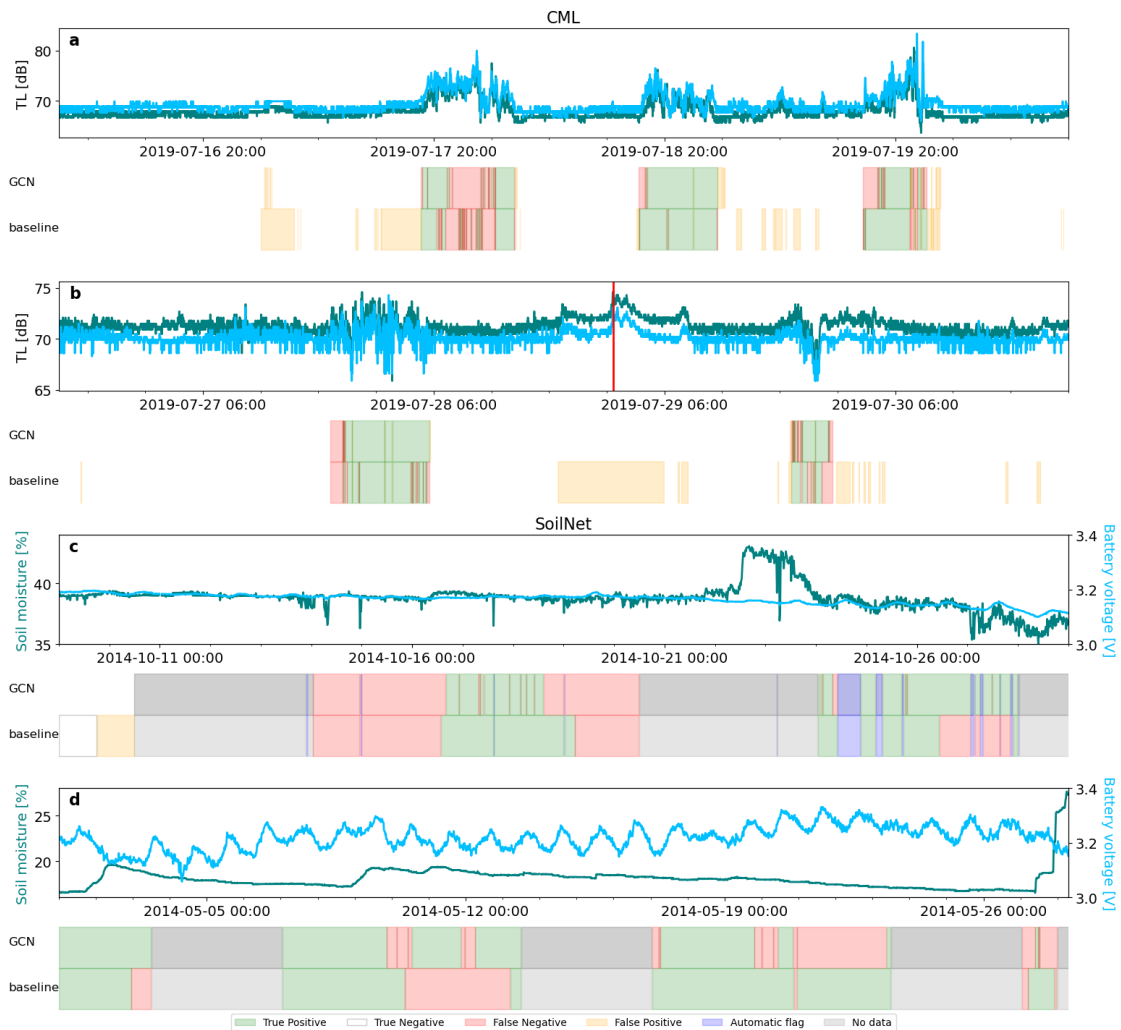 CML
a
TL [dB]
80
70
2019-07-16 20:00
2019-07-17 20:00
2019-07-18 20:00
2019-07-19 20:00
GCN
baseline
b
TL [dB]
75
70
65
2019-07-27 06:00
2019-07-28 06:00
2019-07-29 06:00
2019-07-30 06:00
GCN
baseline
SoilNet
c
Soil moisture [%]
40
35
3.4
3.2
3.0
Battery voltage [V]
2014-10-11 00:00
2014-10-16 00:00
2014-10-21 00:00
2014-10-26 00:00
GCN
baseline
d
Soil moisture [%]
25
20
3.4
3.2
3.0
Battery voltage [V]
2014-05-05 00:00
2014-05-12 00:00
2014-05-19 00:00
2014-05-26 00:00
GCN
baseline
True Positive
True Negative
False Negative
False Positive
Automatic flag
No data